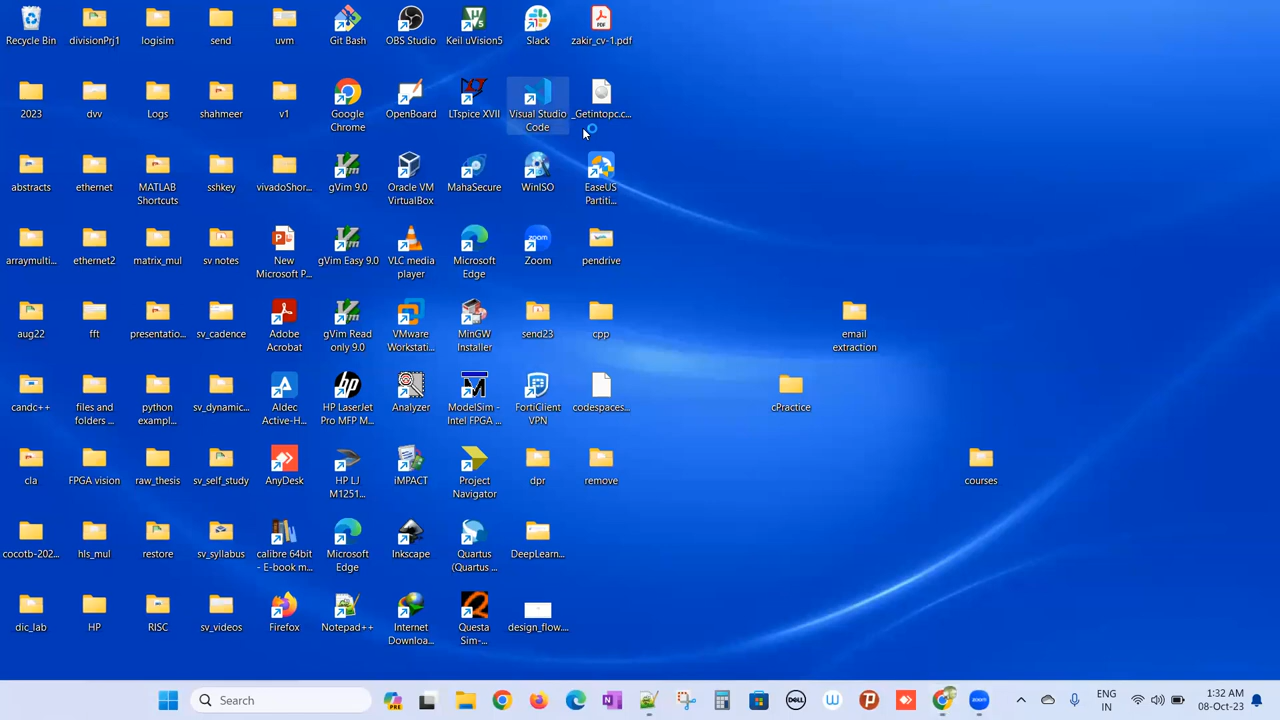 Recycle Bin
divisionPrj1
logisim
send
uvm
Git Bash
OBS Studio
Keil uVision5
Slack
zakir_cv-1.pdf
2023
dvv
Logs
shahmeer
v1
Google
Chrome
OpenBoard
LTspice XVII
Visual Studio
Code
_Getintopc.c...
abstracts
ethernet
MATLAB
Shortcuts
sshkey
vivadoShor...
gVim 9.0
Oracle VM
VirtualBox
MahaSecure
WinISO
EaseUS
Partiti...
arraymulti...
ethernet2
matrix_mul
sv notes
New
Microsoft P...
gVim Easy 9.0
VLC media
player
Microsoft
Edge
Zoom
pendrive
aug22
fft
presentatio...
sv_cadence
Adobe
Acrobat
gVim Read
only 9.0
VMware
Workstati...
MinGW
Installer
send23
cpp
email
extraction
candc++
files and
folders ...
python
exampl...
sv_dynamic...
Aldec
Active-H...
HP LaserJet
Pro MFP M...
Analyzer
ModelSim -
Intel FPGA ...
FortiClient
VPN
codespaces...
cPractice
cla
FPGA vision
raw_thesis
sv_self_study
AnyDesk
HP LJ
M1251...
iMPACT
Project
Navigator
dpr
remove
courses
cocotb-202...
hls_mul
restore
sv_syllabus
calibre 64bit
- E-book m...
Microsoft
Edge
Inkscape
Quartus
(Quartus ...
DeepLearn...
dic_lab
HP
RISC
sv_videos
Firefox
Notepad++
Internet
Downloa...
Questa
Sim-...
design_flow....
Search
PRE
DELL
zoom
ENG
IN
1:32 AM
08-Oct-23